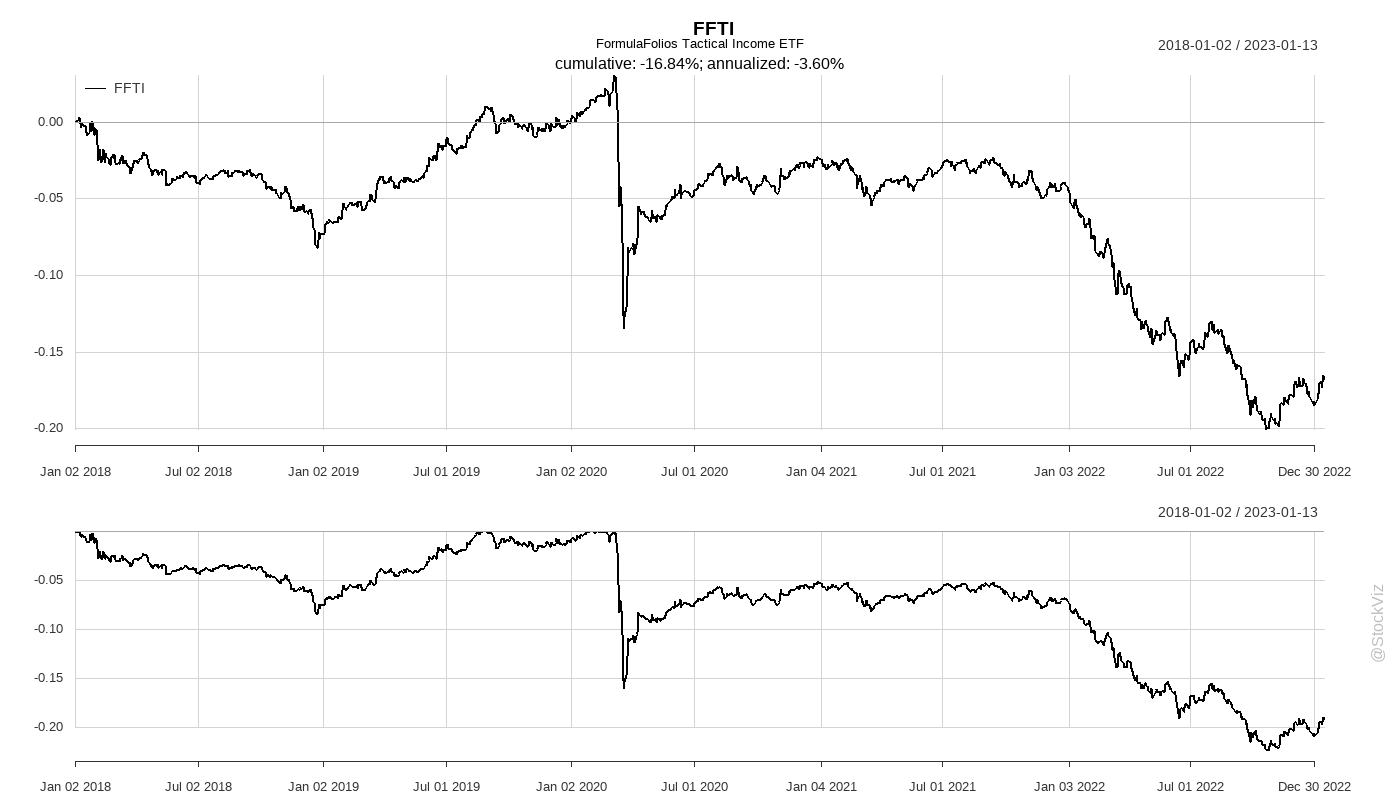 FFTI
FormulaFolios Tactical Income ETF
2018-01-02 / 2023-01-13
cumulative: -16.84%; annualized: -3.60%
FFTI
0.00
-0.05
-0.10
-0.15
-0.20
Jan 02 2018 Jul 02 2018 Jan 02 2019 Jul 01 2019 Jan 02 2020 Jul 01 2020 Jan 04 2021 Jul 01 2021 Jan 03 2022 Jul 01 2022 Dec 30 2022
2018-01-02 / 2023-01-13
-0.05
-0.10
-0.15
-0.20
Jan 02 2018 Jul 02 2018 Jan 02 2019 Jul 01 2019 Jan 02 2020 Jul 01 2020 Jan 04 2021 Jul 01 2021 Jan 03 2022 Jul 01 2022 Dec 30 2022
@StockViz